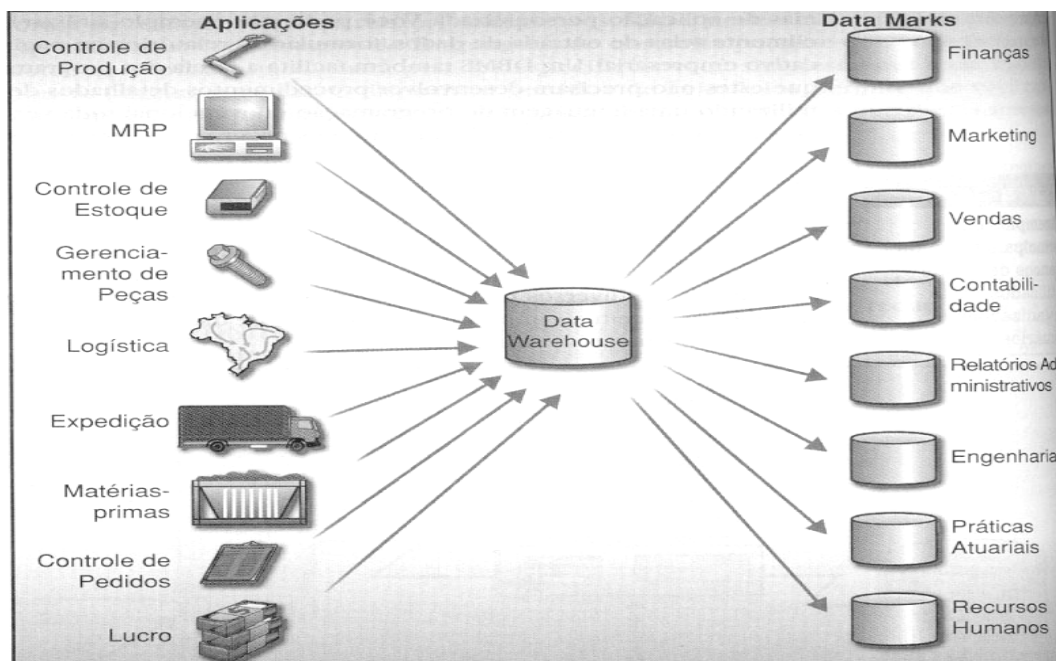 Aplicações
Controle de
Produção
MRP
Controle de
Estoque
Gerencia-
mento de
Peças
Logística
Expedição
Matérias-
primas
Controle de
Pedidos
Lucro
Data
Warehouse
Data Marks
Finanças
Marketing
Vendas
Contabili-
dade
Relatórios Ad
ministrativos
Engenharia
Práticas
Atuariais
Recursos
Humanos